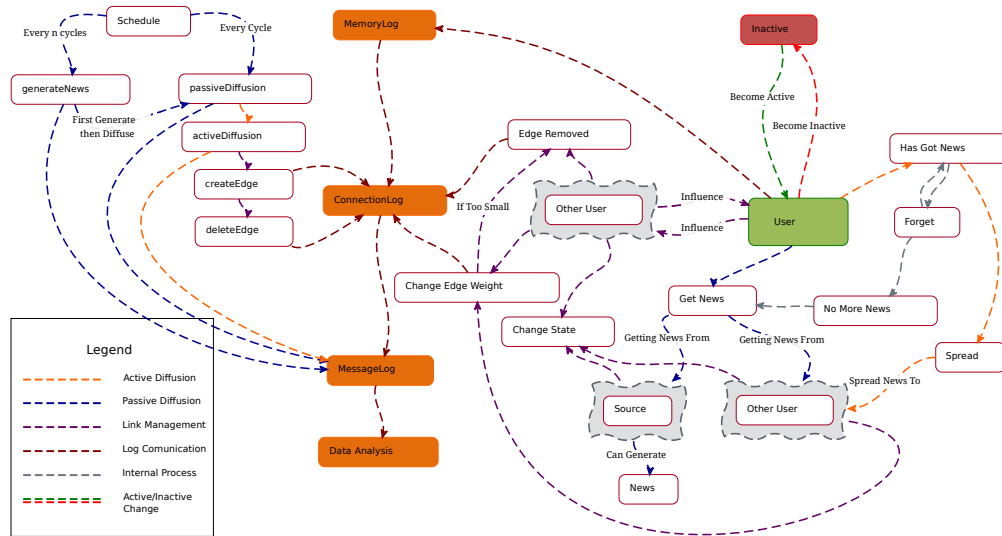 Schedule
MemoryLog
Inactive
Every n cycles
Every Cycle
generateNews
passiveDiffusion
Become Active
First Generate
then Diffuse
Become Inactive
activeDiffusion
Edge Removed
Has Got News
createEdge
ConnectionLog
If Too Small
Other User
Influence
User
Forget
deleteEdge
Influence
Change Edge Weight
Get News
No More News
Change State
Getting News From
Getting News From
Legend
Active Diffusion
Passive Diffusion
Link Management
Log Comunication
Internal Process
Active/Inactive
Change
MessageLog
Spread
Spread News To
Source
Other User
Data Analysis
Can Generate
News